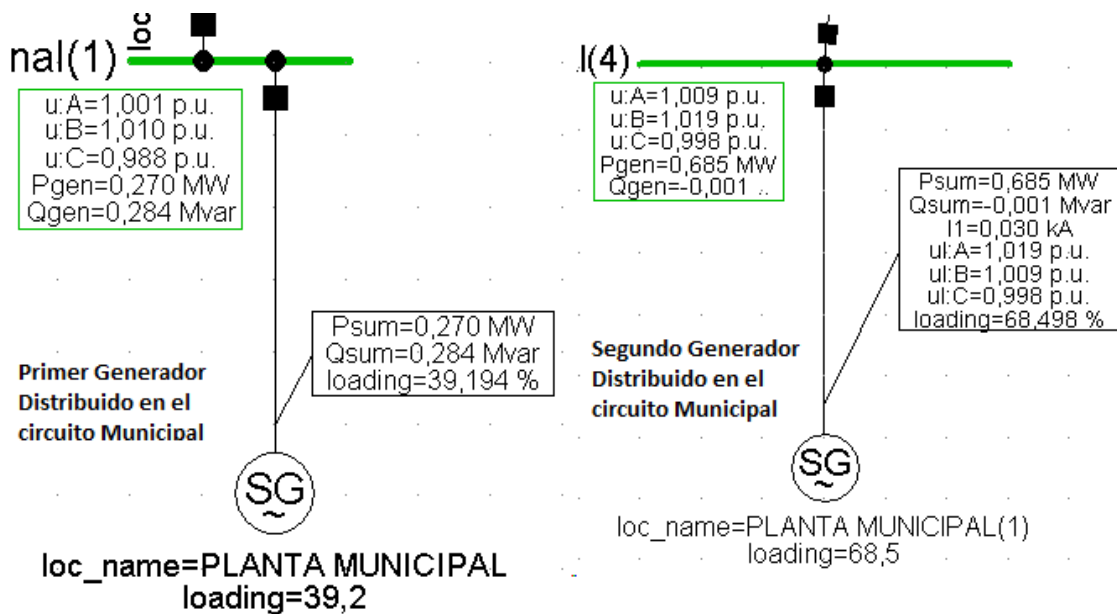 nal(1)
loc
u:A=1,001 p.u.
u:B=1,010 p.u.
u:C=0,988 p.u.
Pgen=0,270 MW
Qgen=0,284 Mvar
Psum=0,270 MW
Qsum=0,284 Mvar
loading=39,194 %
Primer Generador
Distribuido en el
circuito Municipal
SG
~
loc_name=PLANTA MUNICIPAL
loading=39,2
l(4)
u:A=1,009 p.u.
u:B=1,019 p.u.
u:C=0,998 p.u.
Pgen=0,685 MW
Qgen=-0,001 ..
Psum=0,685 MW
Qsum=-0,001 Mvar
I1=0,030 kA
ul:A=1,019 p.u.
ul:B=1,009 p.u.
ul:C=0,998 p.u.
loading=68,498 %
Segundo Generador
Distribuido en el
circuito Municipal
SG
~
loc_name=PLANTA MUNICIPAL(1)
loading=68,5